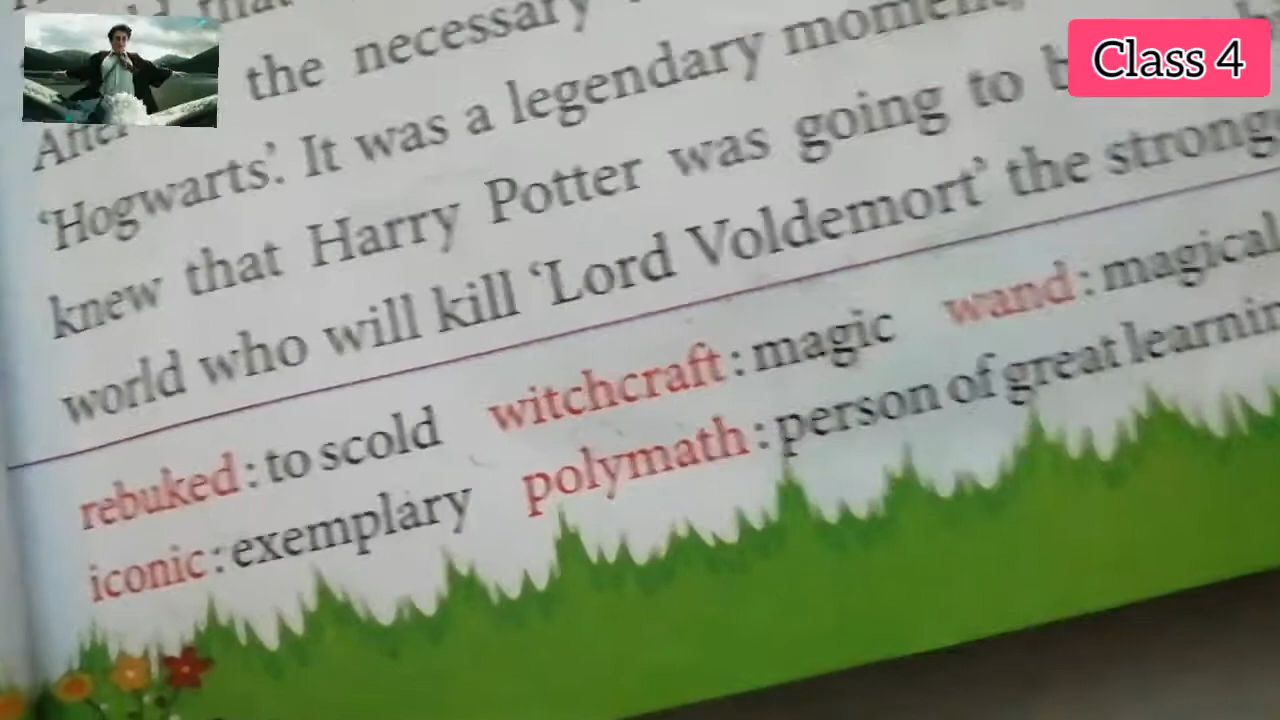 the necessary
After
'Hogwarts'. It was a legendary moment,
knew that Harry Potter was going to
world who will kill 'Lord Voldemort' the
rebuked : to scold witchcraft : magic wand : magical
iconic : exemplary polymath : person of great
Class 4